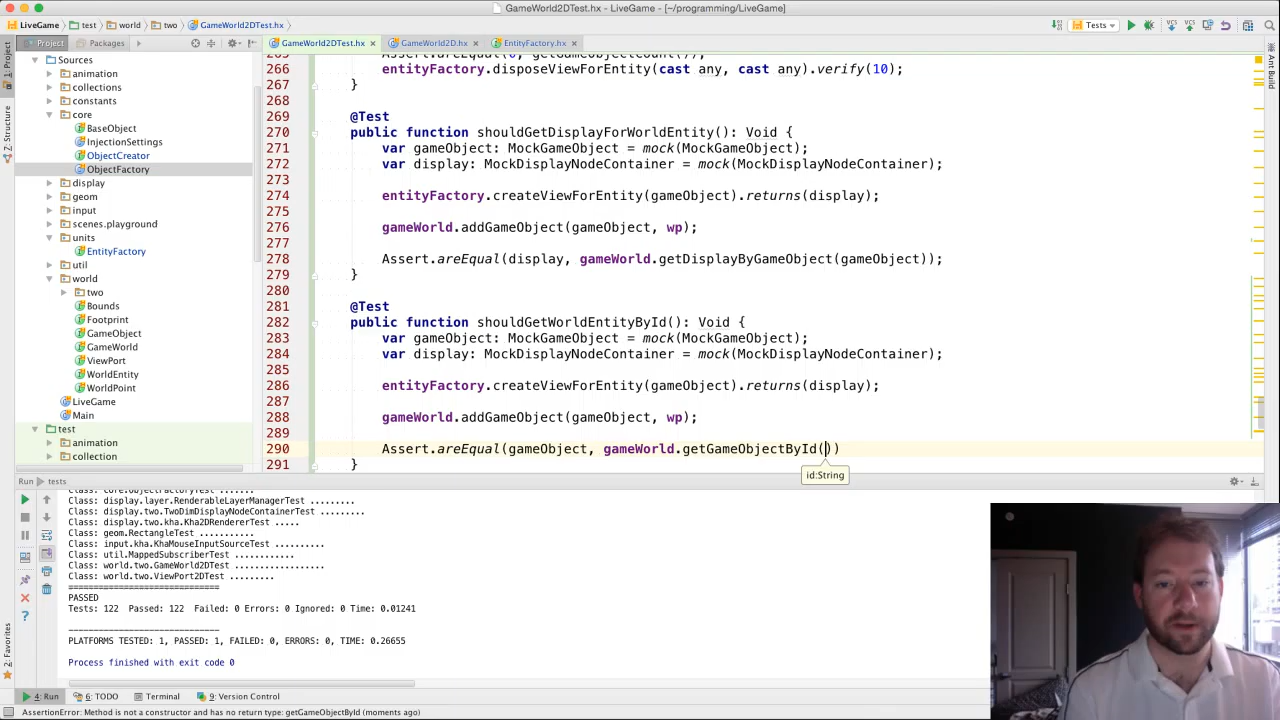 GameWorld2DTest.hx - LiveGame - [~/programming/LiveGame]
LiveGame test world two GameWorld2DTest.hx Tests
Project Packages GameWorld2DTest.hx GameWorld2D.hx EntityFactory.hx
1: Project
7: Structure
2: Favorites
Ant Build
Sources
animation
collections
constants
core
BaseObject
InjectionSettings
ObjectCreator
ObjectFactory
display
geom
input
scenes.playground
units
EntityFactory
util
world
two
Bounds
Footprint
GameObject
GameWorld
ViewPort
WorldEntity
WorldPoint
LiveGame
Main
test
animation
collection
266 entityFactory.disposeViewForEntity(cast any, cast any).verify(10);
267 }
268
269 @Test
270 public function shouldGetDisplayForWorldEntity(): Void {
271 var gameObject: MockGameObject = mock(MockGameObject);
272 var display: MockDisplayNodeContainer = mock(MockDisplayNodeContainer);
273
274 entityFactory.createViewForEntity(gameObject).returns(display);
275
276 gameWorld.addGameObject(gameObject, wp);
277
278 Assert.areEqual(display, gameWorld.getDisplayByGameObject(gameObject));
279 }
280
281 @Test
282 public function shouldGetWorldEntityById(): Void {
283 var gameObject: MockGameObject = mock(MockGameObject);
284 var display: MockDisplayNodeContainer = mock(MockDisplayNodeContainer);
285
286 entityFactory.createViewForEntity(gameObject).returns(display);
287
288 gameWorld.addGameObject(gameObject, wp);
289
290 Assert.areEqual(gameObject, gameWorld.getGameObjectById())
291 }
id:String
Run tests
Class: core.ObjectFactoryTest .......
Class: display.layer.RenderableLayerManagerTest .........
Class: display.two.TwoDimDisplayNodeContainerTest .........
Class: display.two.kha.Kha2DRendererTest .....
Class: geom.RectangleTest ...........
Class: input.kha.KhaMouseInputSourceTest ..........
Class: util.MappedSubscriberTest ............
Class: world.two.GameWorld2DTest ..................
Class: world.two.ViewPort2DTest .........
==============================
PASSED
Tests: 122 Passed: 122 Failed: 0 Errors: 0 Ignored: 0 Time: 0.01241
------------------------------
PLATFORMS TESTED: 1, PASSED: 1, FAILED: 0, ERRORS: 0, TIME: 0.26655
Process finished with exit code 0
4: Run 6: TODO Terminal 9: Version Control
AssertionError: Method is not a constructor and has no return type: getGameObjectById (moments ago)